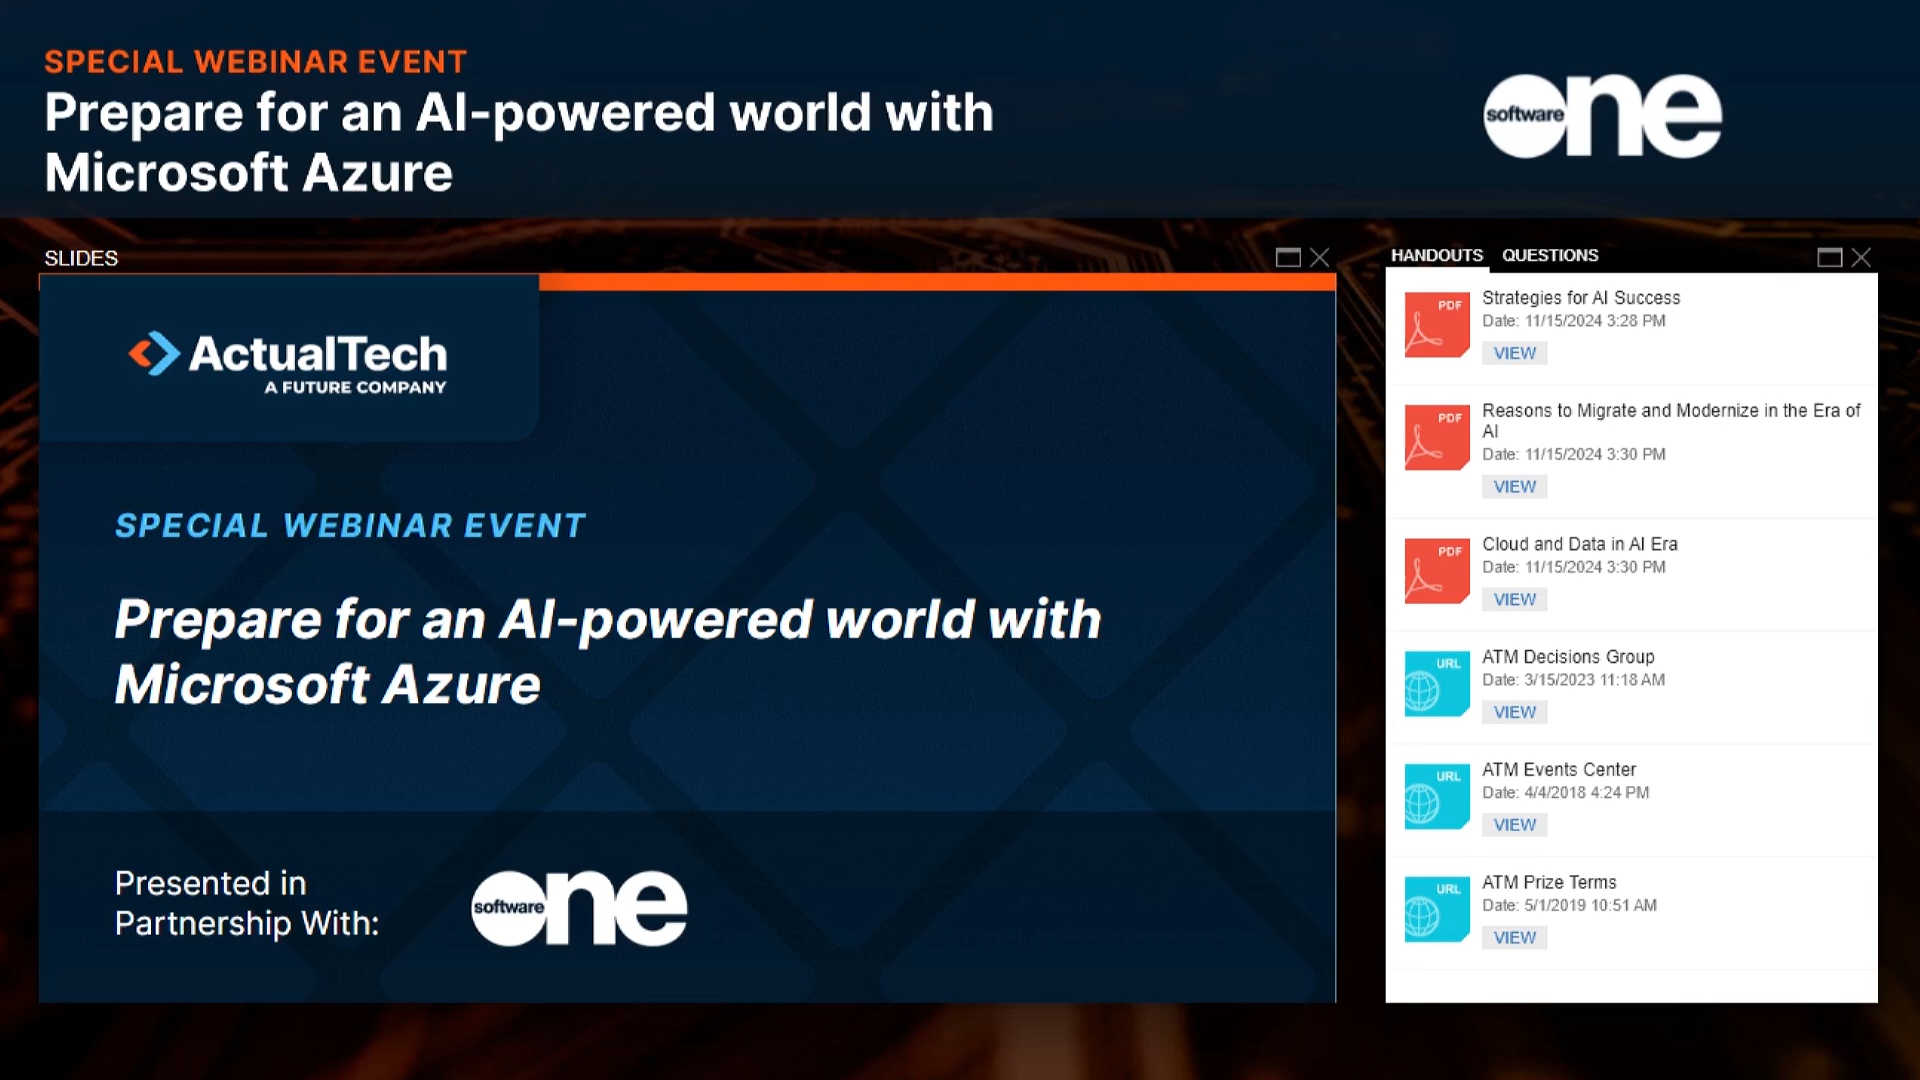 SPECIAL WEBINAR EVENT
Prepare for an AI-powered world with
Microsoft Azure
software one
SLIDES
ActualTech
A FUTURE COMPANY
SPECIAL WEBINAR EVENT
Prepare for an AI-powered world with
Microsoft Azure
Presented in
Partnership With:
software one
HANDOUTS QUESTIONS
PDF
Strategies for AI Success
Date: 11/15/2024 3:28 PM
VIEW
PDF
Reasons to Migrate and Modernize in the Era of
AI
Date: 11/15/2024 3:30 PM
VIEW
PDF
Cloud and Data in AI Era
Date: 11/15/2024 3:30 PM
VIEW
URL
ATM Decisions Group
Date: 3/15/2023 11:18 AM
VIEW
URL
ATM Events Center
Date: 4/4/2018 4:24 PM
VIEW
URL
ATM Prize Terms
Date: 5/1/2019 10:51 AM
VIEW